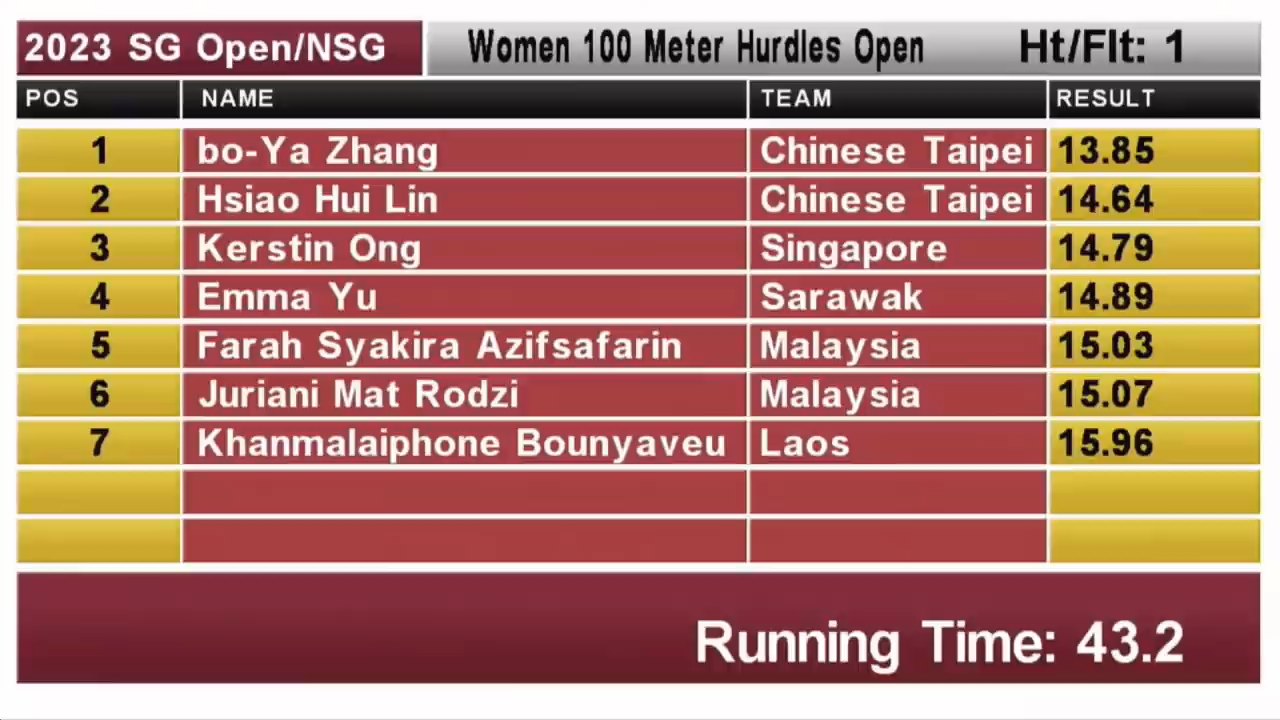 2023 SG Open/NSG Women 100 Meter Hurdles Open Ht/Flt: 1
POS NAME TEAM RESULT
1 bo-Ya Zhang Chinese Taipei 13.85
2 Hsiao Hui Lin Chinese Taipei 14.64
3 Kerstin Ong Singapore 14.79
4 Emma Yu Sarawak 14.89
5 Farah Syakira Azifsafarin Malaysia 15.03
6 Juriani Mat Rodzi Malaysia 15.07
7 Khanmalaiphone Bounyaveu Laos 15.96
Running Time: 43.2